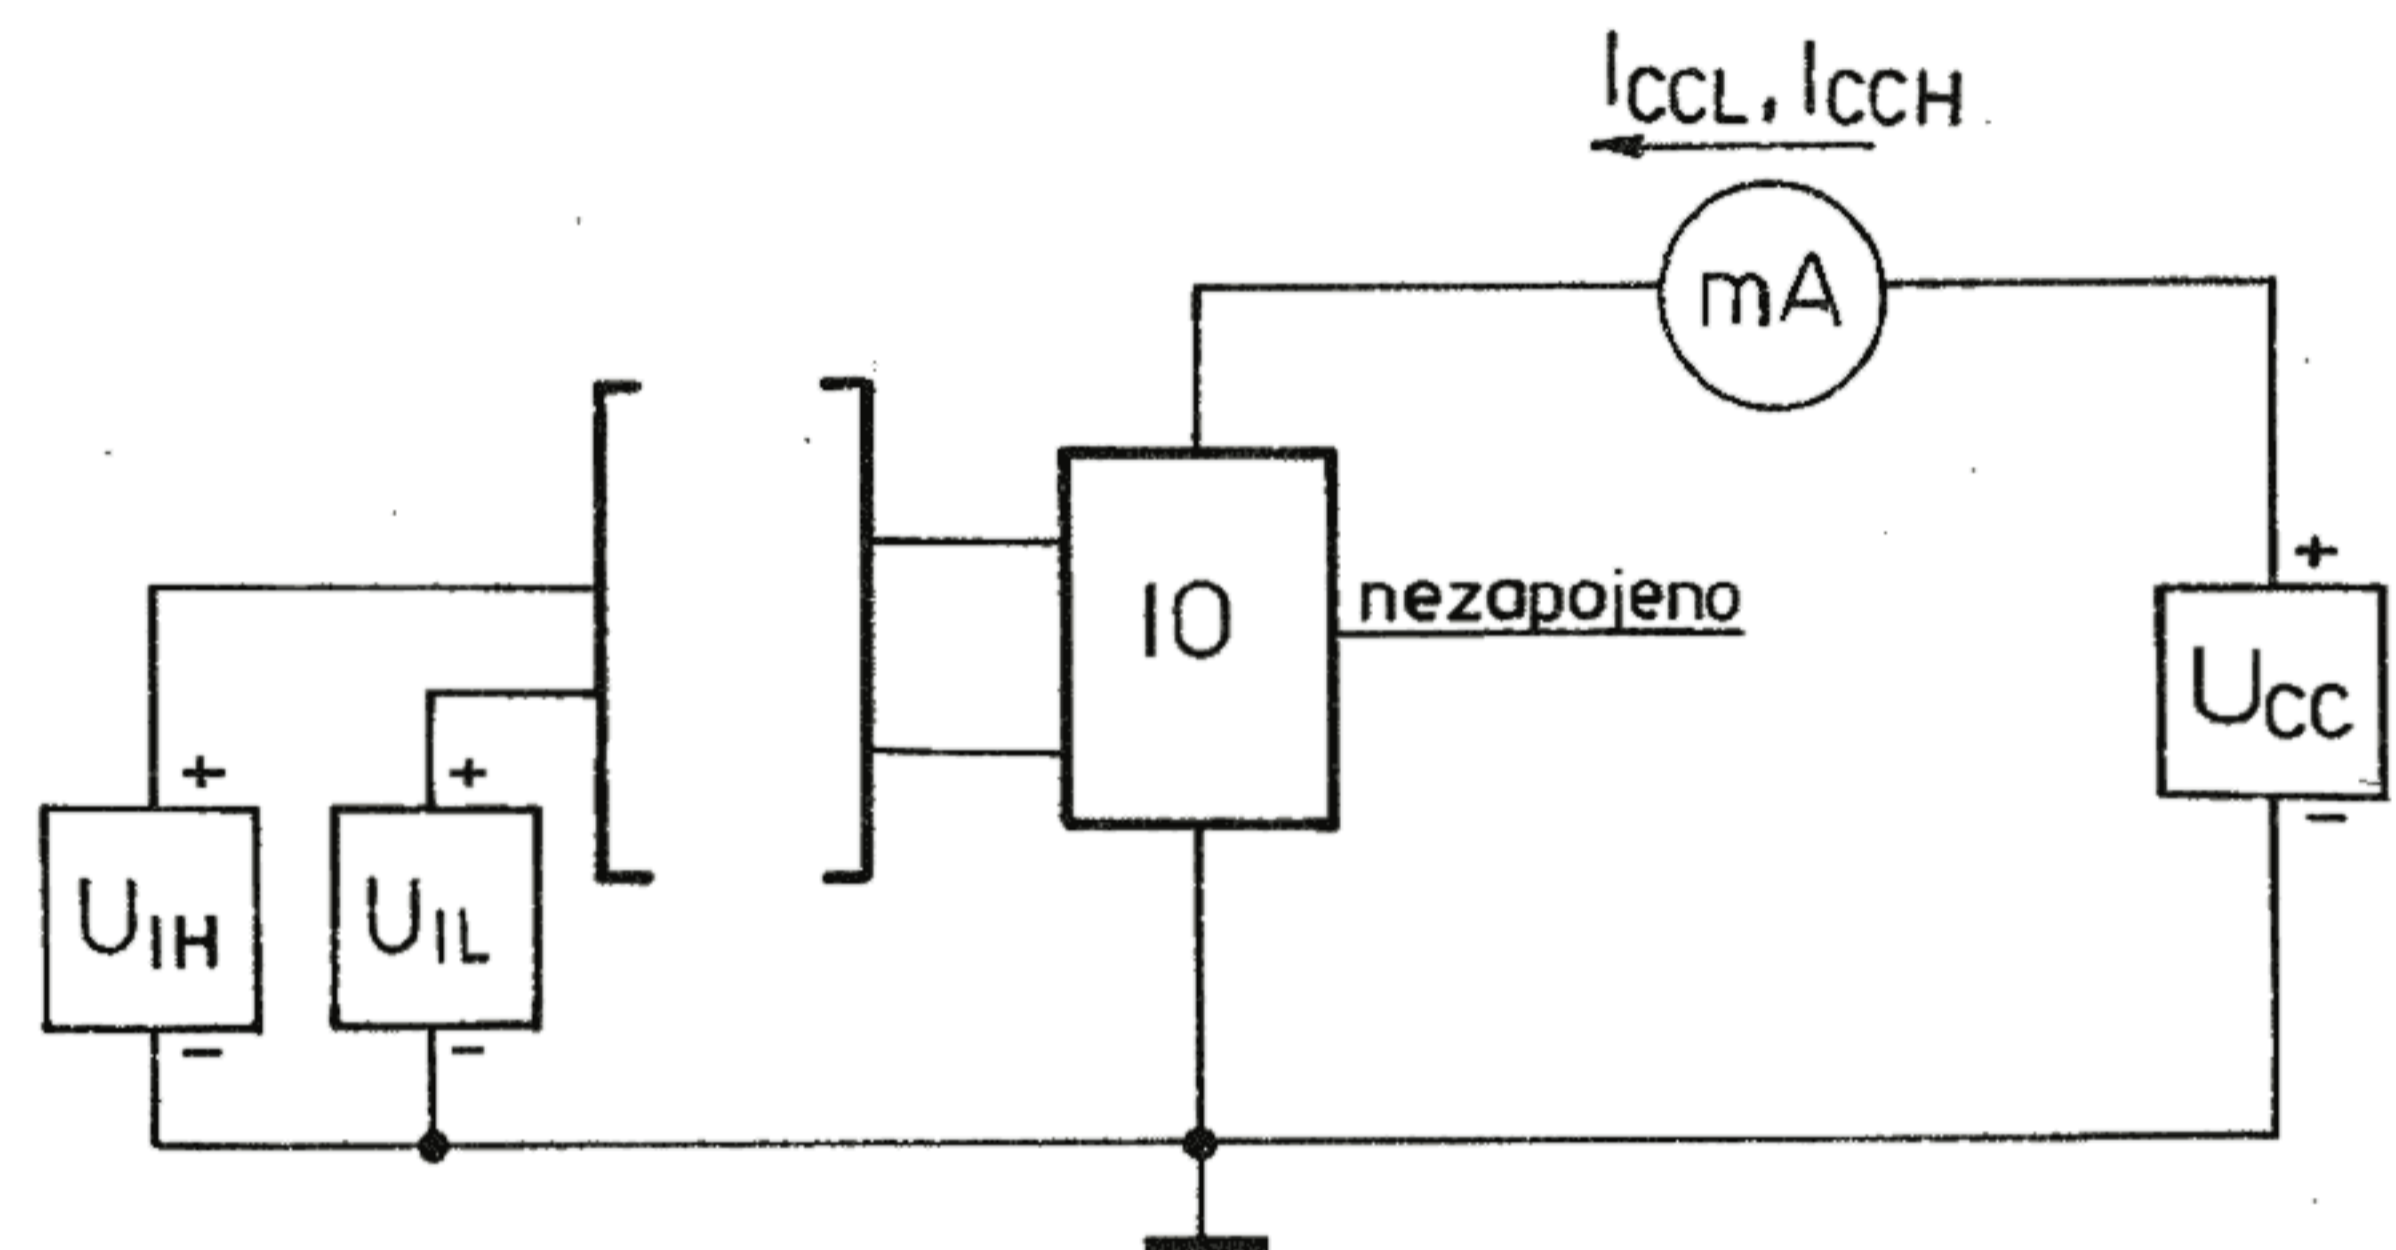 ICCL, ICCH
mA
+
IO
nezapojeno
UCC
+
+
-
UIH
UIL
-
-